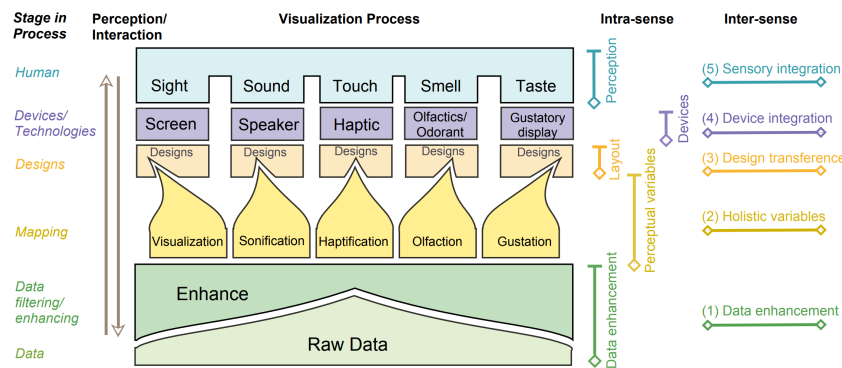 Stage in
Process
Perception/
Interaction
Visualization Process
Intra-sense
Inter-sense
Human
Sight
Sound
Touch
Smell
Taste
Perception
(5) Sensory integration
Devices/
Technologies
Screen
Speaker
Haptic
Olfactics/
Odorant
Gustatory
display
Devices
(4) Device integration
Designs
Designs
Designs
Designs
Designs
Designs
Layout
(3) Design transference
Mapping
Visualization
Sonification
Haptification
Olfaction
Gustation
Perceptual variables
(2) Holistic variables
Data
filtering/
enhancing
Enhance
Data enhancement
(1) Data enhancement
Data
Raw Data